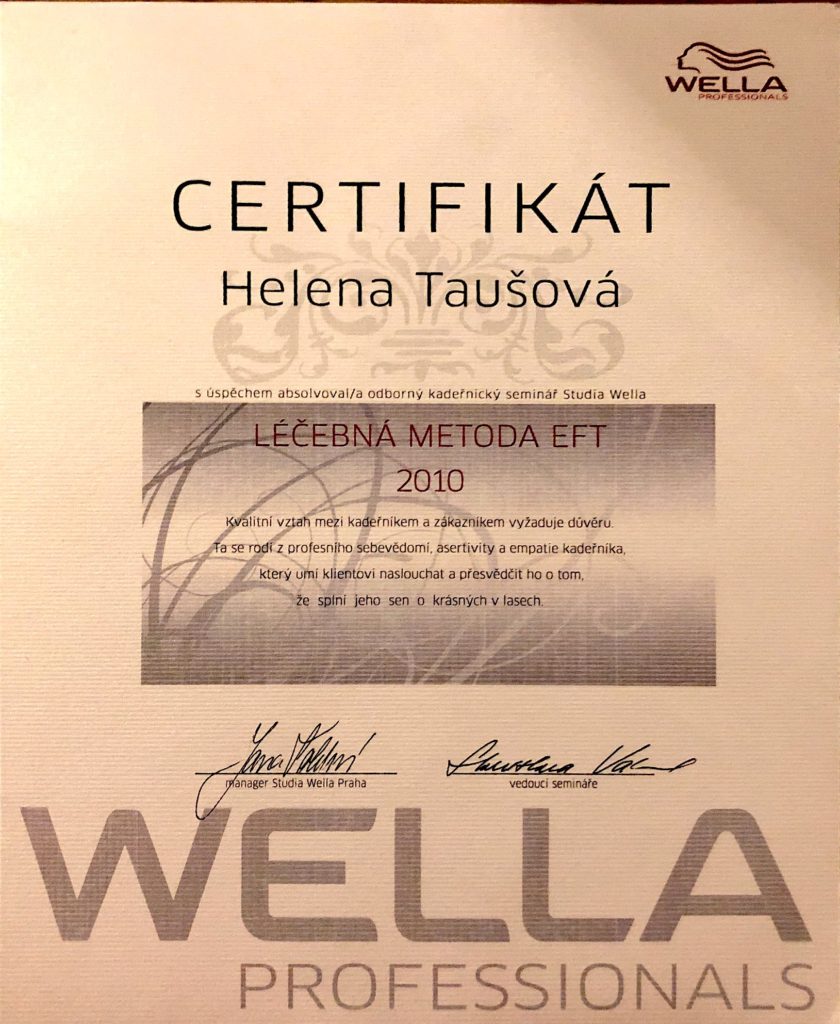 WELLA
PROFESSIONALS
CERTIFIKÁT
Helena Taušová
s úspěchem absolvoval/a odborný kadeřnický seminář Studia Wella
LÉČEBNÁ METODA EFT
2010
Kvalitní vztah mezi kadeřníkem a zákazníkem vyžaduje důvěru.
Ta se rodí z profesního sebevědomí, asertivity a empatie kadeřníka,
který umí klientovi naslouchat a přesvědčit ho o tom,
že splní jeho sen o krásných v lasech.
manager Studia Wella Praha
vedoucí semináře
WELLA
PROFESSIONALS